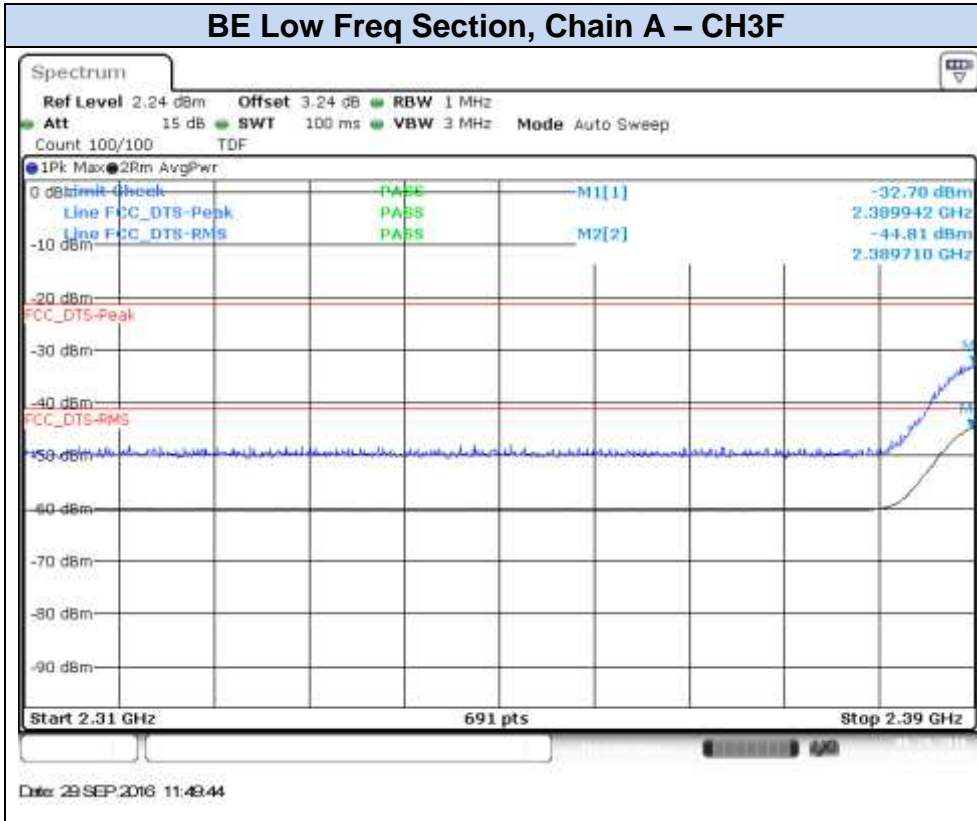 BE Low Freq Section, Chain A – CH3F
Spectrum
Ref Level 2.24 dBm Offset 3.24 dB RBW 1 MHz
Att 15 dB SWT 100 ms VBW 3 MHz Mode Auto Sweep
Count 100/100 TDF
1Pk Max 2Rm AvgPwr
0 dBm Limit Check PASS M1[1] -32.70 dBm
Line FCC_DTS-Peak PASS 2.389942 GHz
Line FCC_DTS-RMS PASS M2[2] -44.81 dBm
-10 dBm 2.389710 GHz
-20 dBm
FCC_DTS-Peak
-30 dBm
-40 dBm
FCC_DTS-RMS
-50 dBm
-60 dBm
-70 dBm
-80 dBm
-90 dBm
Start 2.31 GHz 691 pts Stop 2.39 GHz
Date: 29.SEP.2016 11:49:44